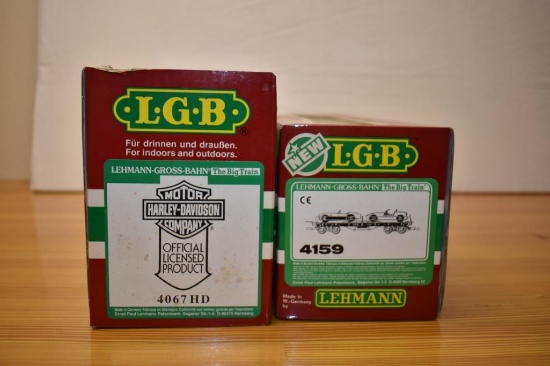 L·G·B·®
Für drinnen und draußen.
For indoors and outdoors.
LEHMANN-GROSS-BAHN The Big Train
MOTOR
HARLEY-DAVIDSON
COMPANY
®
OFFICIAL
LICENSED
PRODUCT
4067 HD
NEW
L·G·B·
LEHMANN-GROSS-BAHN The Big Train
CE
4159
Made in
W.-Germany
by
LEHMANN